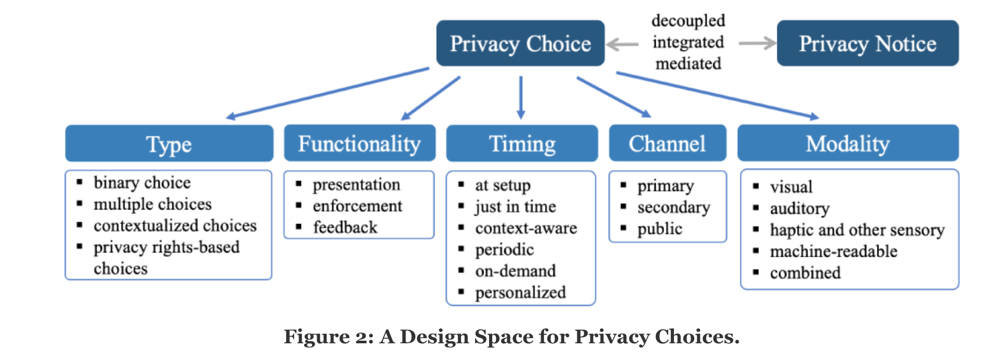 decoupled
Privacy Choice
integrated
Privacy Notice
mediated
Type
binary choice
multiple choices
contextualized choices
privacy rights-based
choices
Functionality
presentation
enforcement
feedback
Timing
at setup
just in time
context-aware
periodic
on-demand
personalized
Channel
primary
secondary
public
Modality
visual
auditory
haptic and other sensory
machine-readable
combined
Figure 2: A Design Space for Privacy Choices.